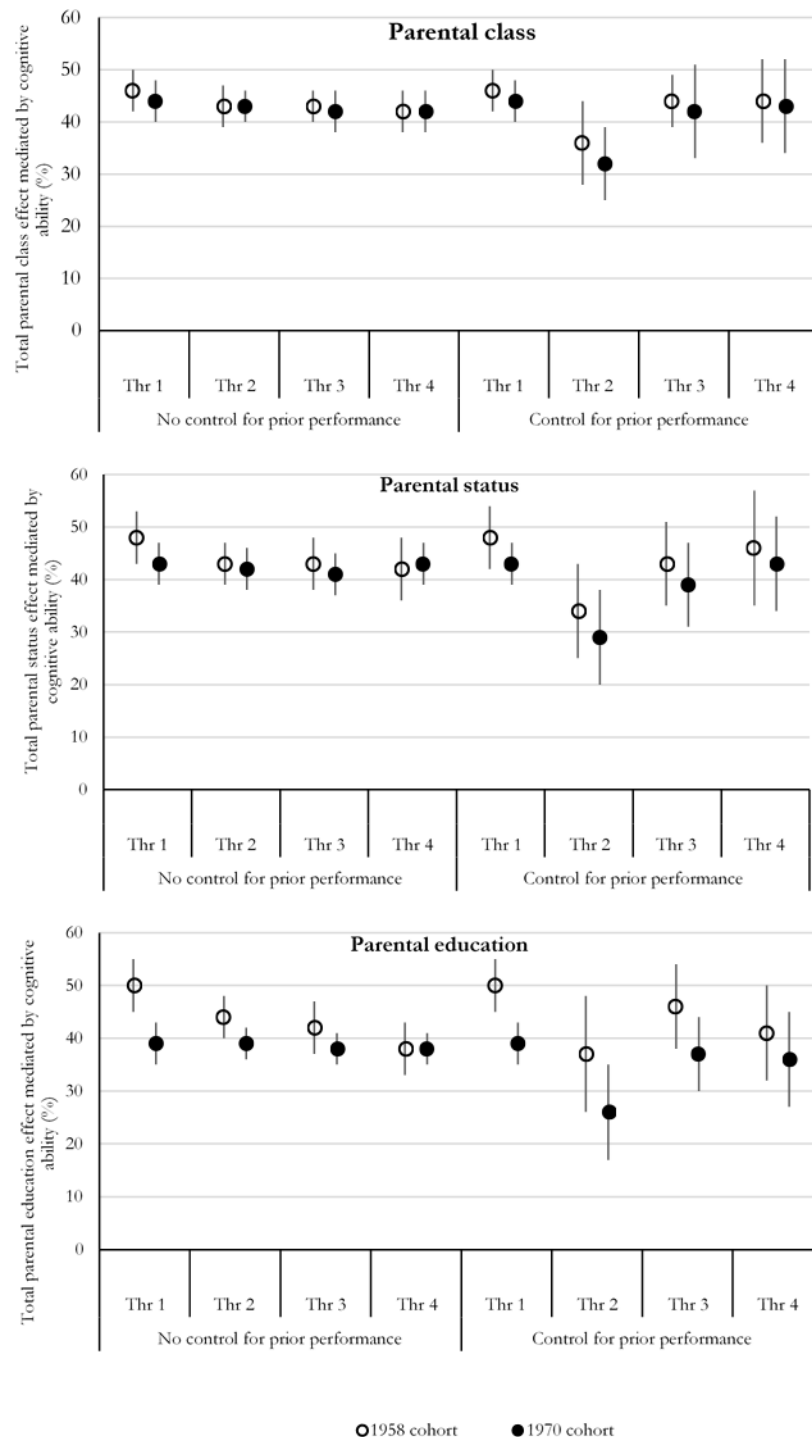 Parental class
Total parental class effect mediated by cognitive
ability (%)
60
50
40
30
20
10
0
Thr 1 Thr 2 Thr 3 Thr 4 Thr 1 Thr 2 Thr 3 Thr 4
No control for prior performance Control for prior performance
Parental status
Total parental status effect mediated by
cognitive ability (%)
60
50
40
30
20
10
0
Thr 1 Thr 2 Thr 3 Thr 4 Thr 1 Thr 2 Thr 3 Thr 4
No control for prior performance Control for prior performance
Parental education
Total parental education effect mediated by cognitive
ability (%)
60
50
40
30
20
10
0
Thr 1 Thr 2 Thr 3 Thr 4 Thr 1 Thr 2 Thr 3 Thr 4
No control for prior performance Control for prior performance
1958 cohort 1970 cohort